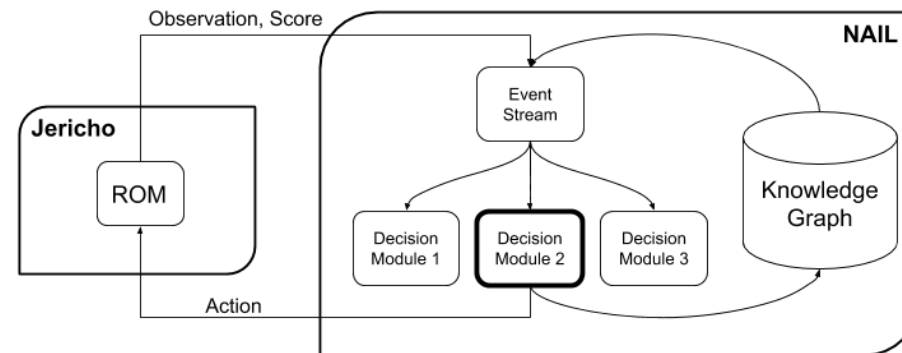 Observation, Score
NAIL
Event
Stream
Jericho
ROM
Knowledge
Graph
Decision
Module 1
Decision
Module 2
Decision
Module 3
Action